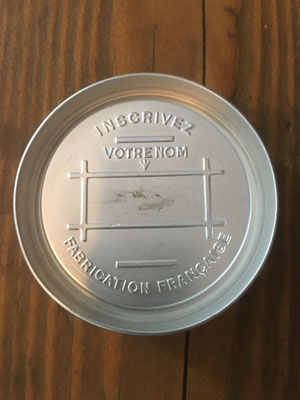 INSCRIVEZ
VOTRE NOM
FABRICATION FRANÇAISE